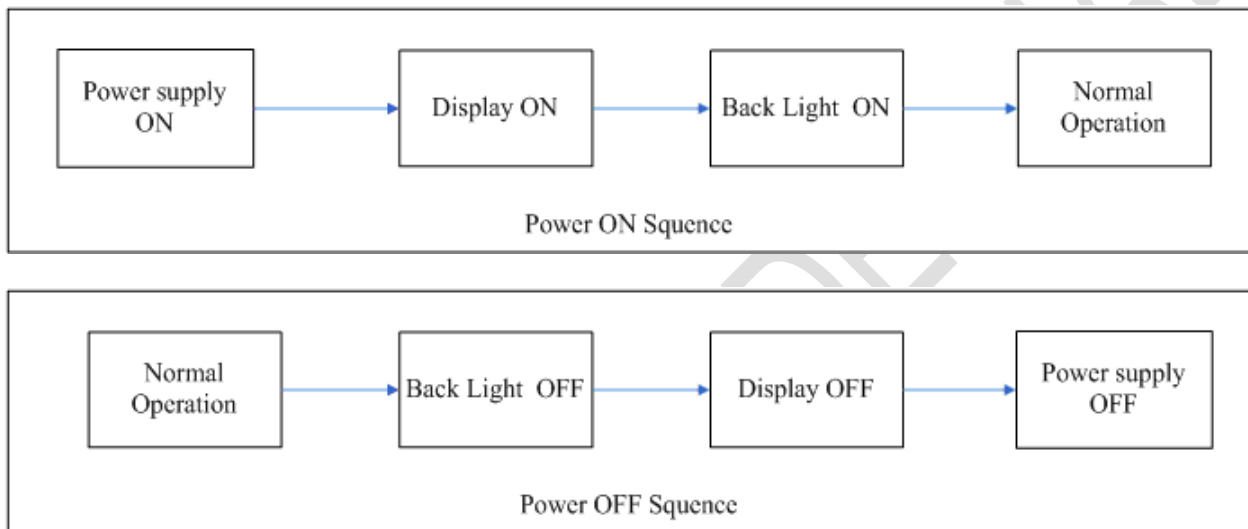 Power supply
ON
Display ON
Back Light ON
Normal
Operation
Power ON Squence
Normal
Operation
Back Light OFF
Display OFF
Power supply
OFF
Power OFF Squence